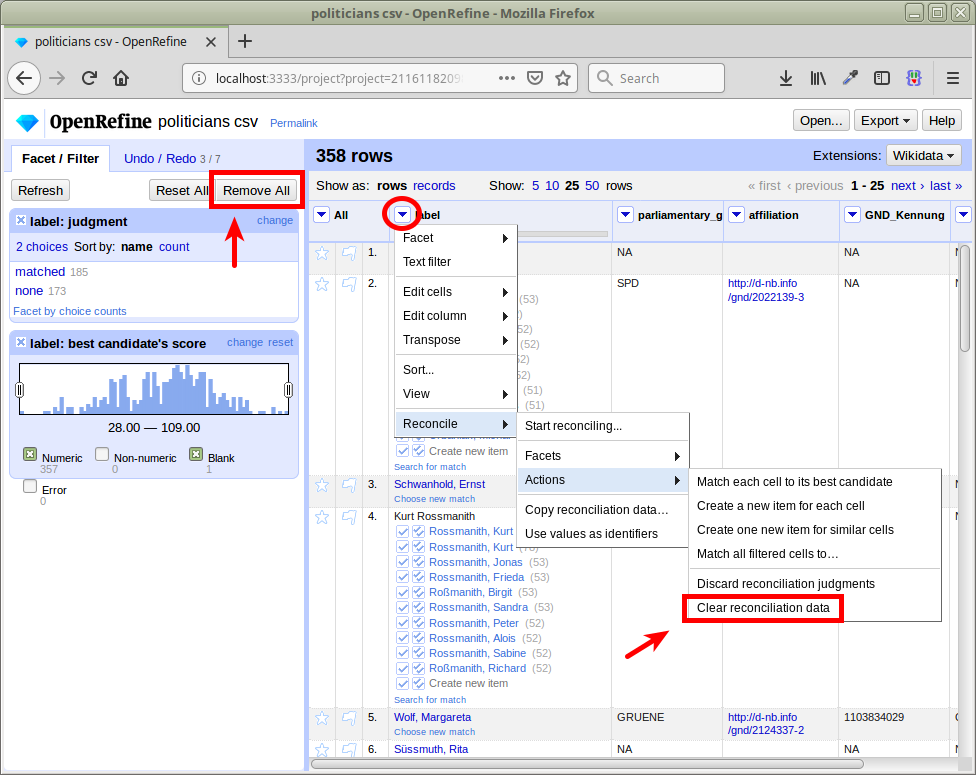 politicians csv - OpenRefine - Mozilla Firefox
politicians csv - OpenRefine
localhost:3333/project?project=211611820
Search
OpenRefine politicians csv Permalink
Open... Export Help
Facet / Filter Undo / Redo 3 / 7
358 rows
Extensions: Wikidata
Refresh Reset All Remove All
Show as: rows records Show: 5 10 25 50 rows
« first ‹ previous 1 - 25 next › last »
All label parliamentary_g affiliation GND_Kennung
label: judgment change
2 choices Sort by: name count
matched 185
none 173
Facet by choice counts
label: best candidate's score change reset
28.00 — 109.00
Numeric 357
Non-numeric 0
Blank 1
Error 0
Facet
Text filter
Edit cells
Edit column
Transpose
Sort...
View
Reconcile
Start reconciling...
Facets
Actions
Copy reconciliation data…
Use values as identifiers
Match each cell to its best candidate
Create a new item for each cell
Create one new item for similar cells
Match all filtered cells to…
Discard reconciliation judgments
Clear reconciliation data
1. NA NA
2. SPD http://d-nb.info NA
/gnd/2022139-3
(53)
(52)
(52)
(51)
(51)
Create new item
Search for match
3. Schwanhold, Ernst
Choose new match
4. Kurt Rossmanith
Rossmanith, Kurt
Rossmanith, Kurt
Rossmanith, Jonas (53)
Rossmanith, Frieda (53)
Roßmanith, Birgit (53)
Rossmanith, Sandra (53)
Rossmanith, Peter (52)
Rossmanith, Alois (52)
Rossmanith, Sabine (52)
Roßmanith, Richard (52)
Create new item
Search for match
5. Wolf, Margareta GRUENE http://d-nb.info 1103834029
Choose new match /gnd/2124337-2
6. Süssmuth, Rita NA NA